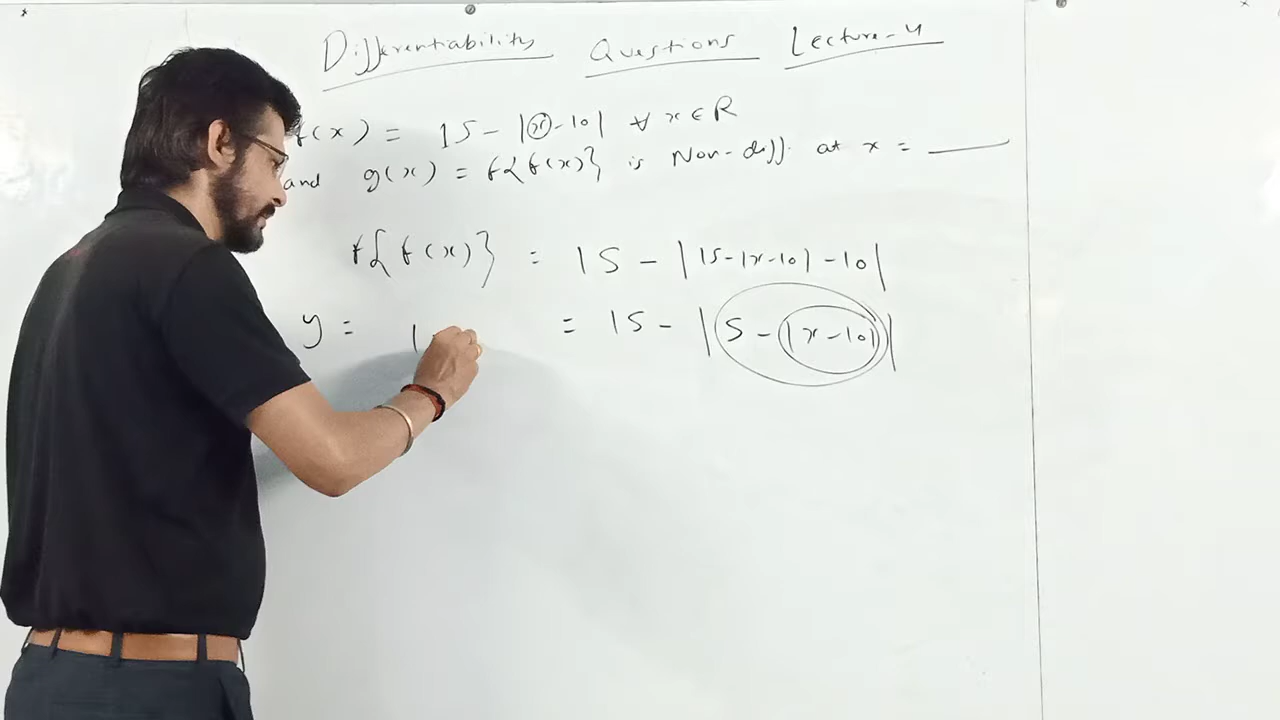 Differentiability Questions Lecture-4
f(x) = 15 - |x-10| ∀ x ∈ R
and g(x) = f{f(x)} is Non-diff. at x = ____
f{f(x)} = 15 - |15-|x-10|-10|
y = = 15 - |5-|x-10||